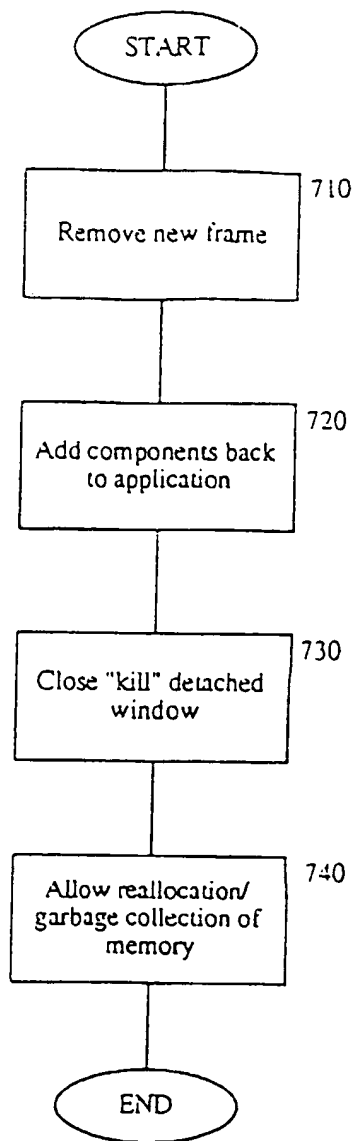 START
710
Remove new frame
720
Add components back
to application
730
Close "kill" detached
window
740
Allow reallocation/
garbage collection of
memory
END